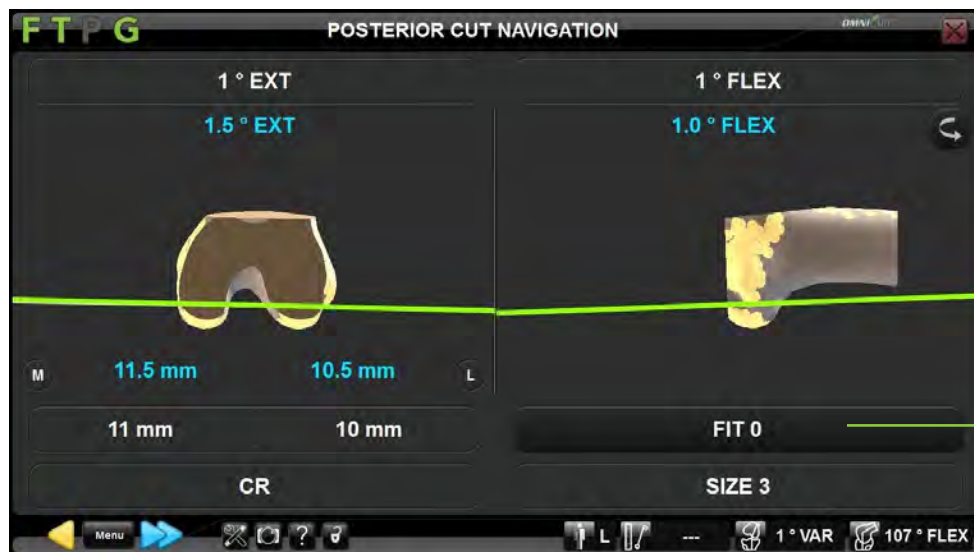 F T P G
POSTERIOR CUT NAVIGATION
1 ° EXT
1 ° FLEX
1.5 ° EXT
1.0 ° FLEX
M
11.5 mm
10.5 mm
L
11 mm
10 mm
FIT 0
CR
SIZE 3
Menu
?
L
---
1 ° VAR
107 ° FLEX